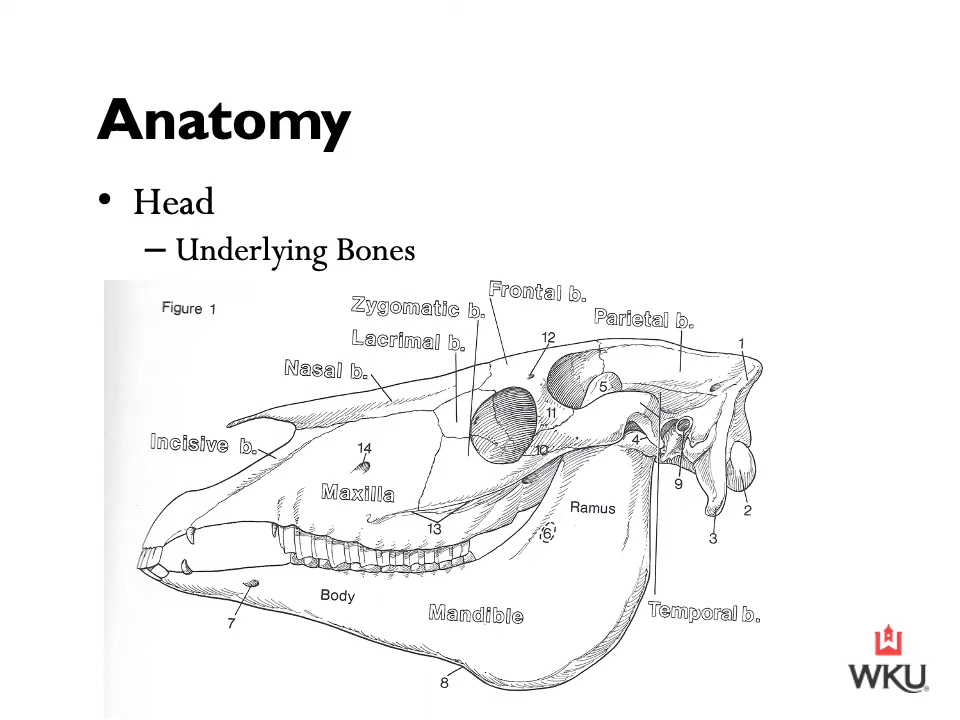 Anatomy
• Head
– Underlying Bones
Figure 1
Frontal b.
Zygomatic b.
Parietal b.
Lacrimal b.
12
1
Nasal b.
5
11
Incisive b.
14
10
4
9
Maxilla
13
Ramus
2
6
3
Body
Mandible
Temporal b.
7
8
WKU